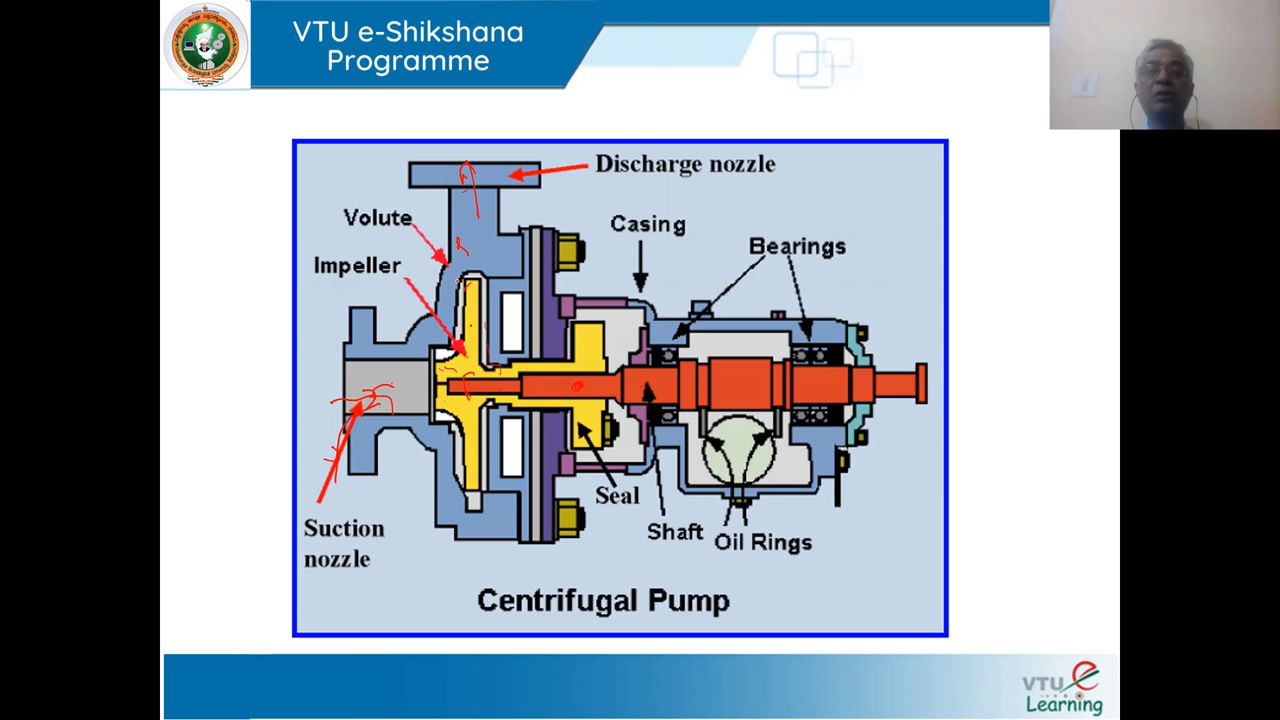 VTU e-Shikshana
Programme
Discharge nozzle
Volute
Casing
Bearings
Impeller
Seal
Suction
nozzle
Shaft
Oil Rings
Centrifugal Pump
VTU e
Learning